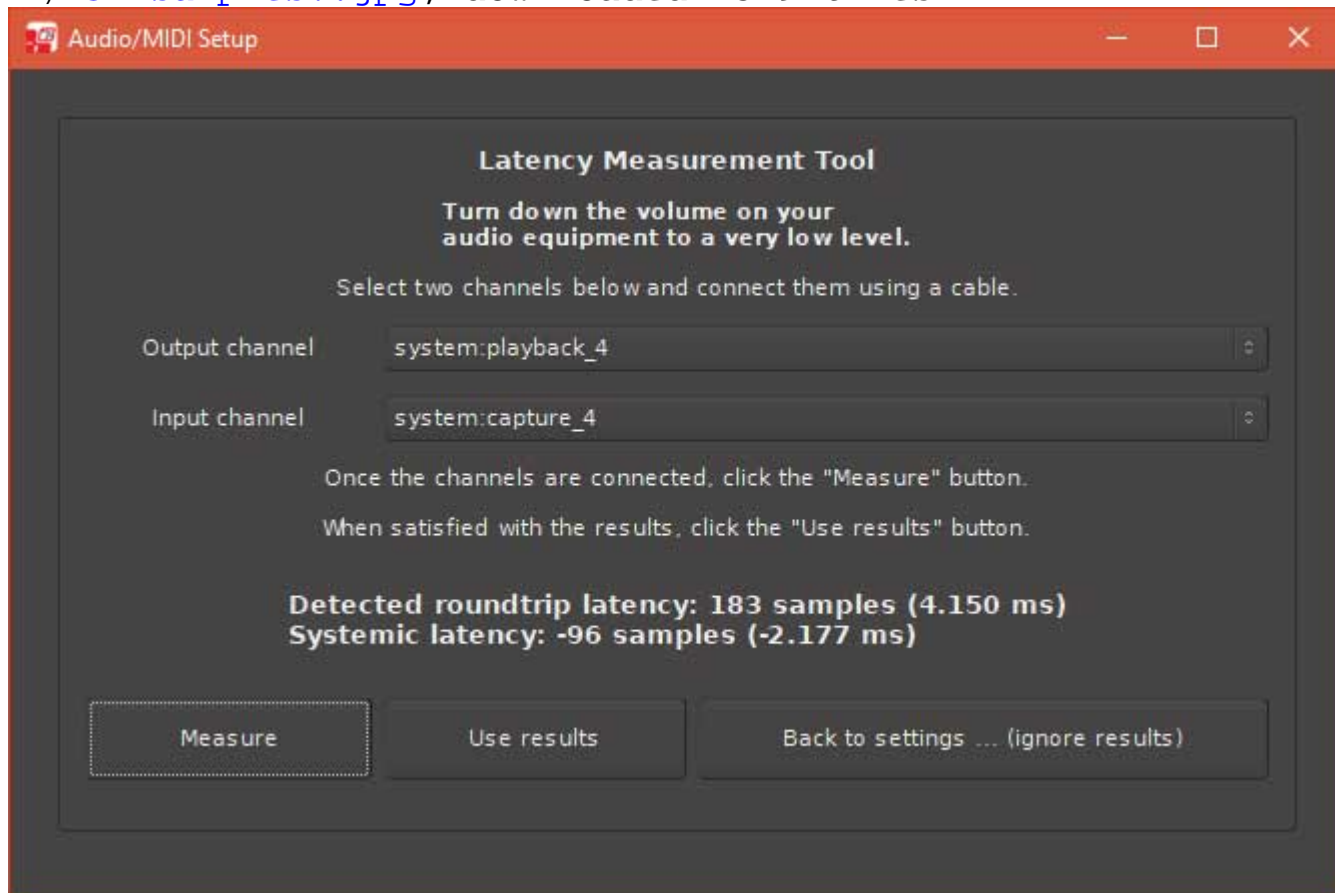 Audio/MIDI Setup
Latency Measurement Tool
Turn down the volume on your
audio equipment to a very low level.
Select two channels below and connect them using a cable.
Output channel system:playback_4
Input channel system:capture_4
Once the channels are connected, click the "Measure" button.
When satisfied with the results, click the "Use results" button.
Detected roundtrip latency: 183 samples (4.150 ms)
Systemic latency: -96 samples (-2.177 ms)
Measure Use results Back to settings ... (ignore results)